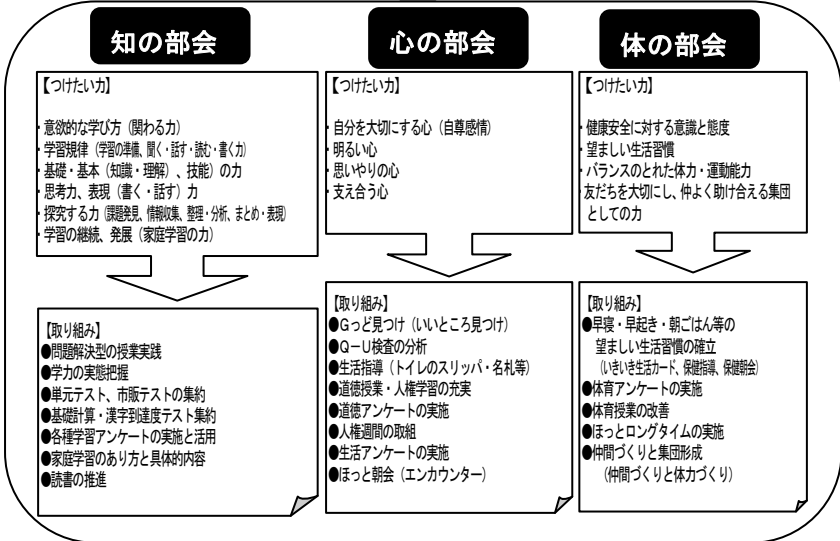 知の部会
【つけたい力】
・意欲的な学び方（関わる力）
・学習規律（学習の準備、聞く・話す・読む・書く力）
・基礎・基本（知識・理解）、技能）の力
・思考力、表現（書く・話す）力
・探究する力（課題発見、情報収集、整理・分析、まとめ・表現）
・学習の継続、発展（家庭学習の力）
【取り組み】
●問題解決型の授業実践
●学力の実態把握
●単元テスト、市販テストの集約
●基礎計算・漢字到達度テスト集約
●各種学習アンケートの実施と活用
●家庭学習のあり方と具体的内容
●読書の推進
心の部会
【つけたい力】
・自分を大切にする心（自尊感情）
・明るい心
・思いやりの心
・支え合う心
【取り組み】
●Ｇっど見つけ（いいところ見つけ）
●Ｑ－Ｕ検査の分析
●生活指導（トイレのスリッパ・名札等）
●道徳授業・人権学習の充実
●道徳アンケートの実施
●人権週間の取組
●生活アンケートの実施
●ほっと朝会（エンカウンター）
体の部会
【つけたい力】
・健康安全に対する意識と態度
・望ましい生活習慣
・バランスのとれた体力・運動能力
・友だちを大切にし、仲よく助け合える集団
としての力
【取り組み】
●早寝・早起き・朝ごはん等の
望ましい生活習慣の確立
（いきいき生活カード、保健指導、保健朝会）
●体育アンケートの実施
●体育授業の改善
●ほっとロングタイムの実施
●仲間づくりと集団形成
（仲間づくりと体力づくり）